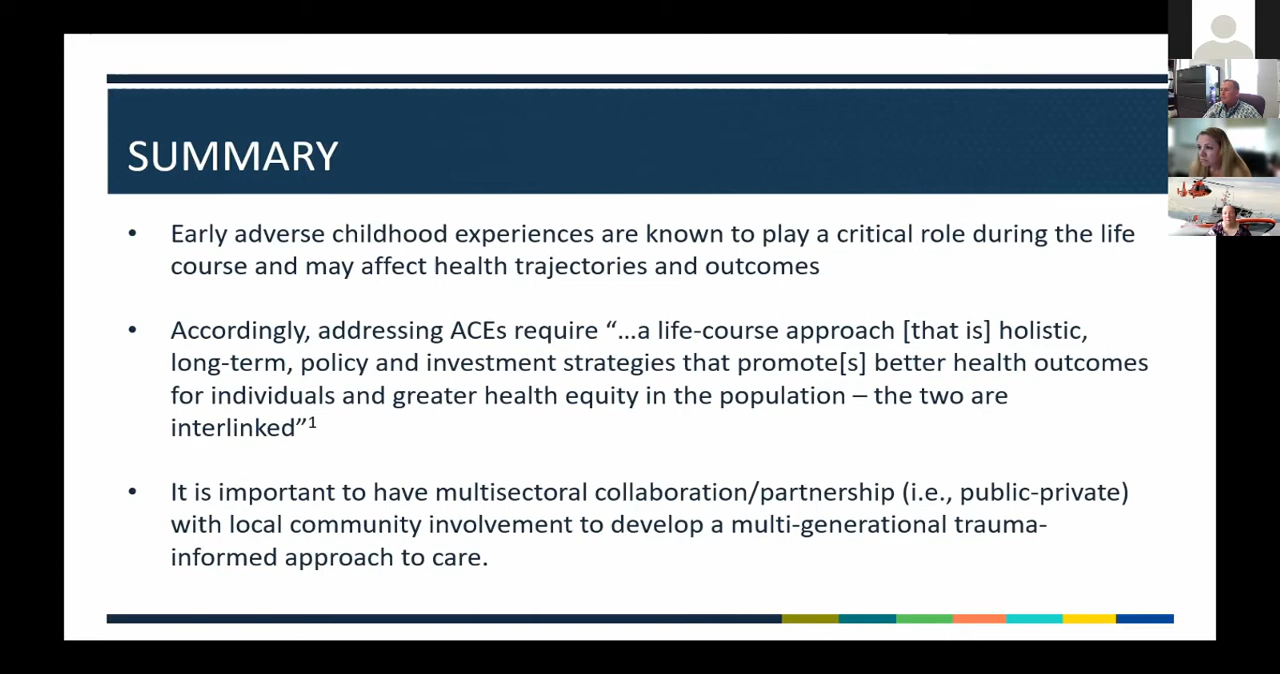 SUMMARY
• Early adverse childhood experiences are known to play a critical role during the life
course and may affect health trajectories and outcomes
• Accordingly, addressing ACEs require “…a life-course approach [that is] holistic,
long-term, policy and investment strategies that promote[s] better health outcomes
for individuals and greater health equity in the population – the two are
interlinked”¹
• It is important to have multisectoral collaboration/partnership (i.e., public-private)
with local community involvement to develop a multi-generational trauma-
informed approach to care.